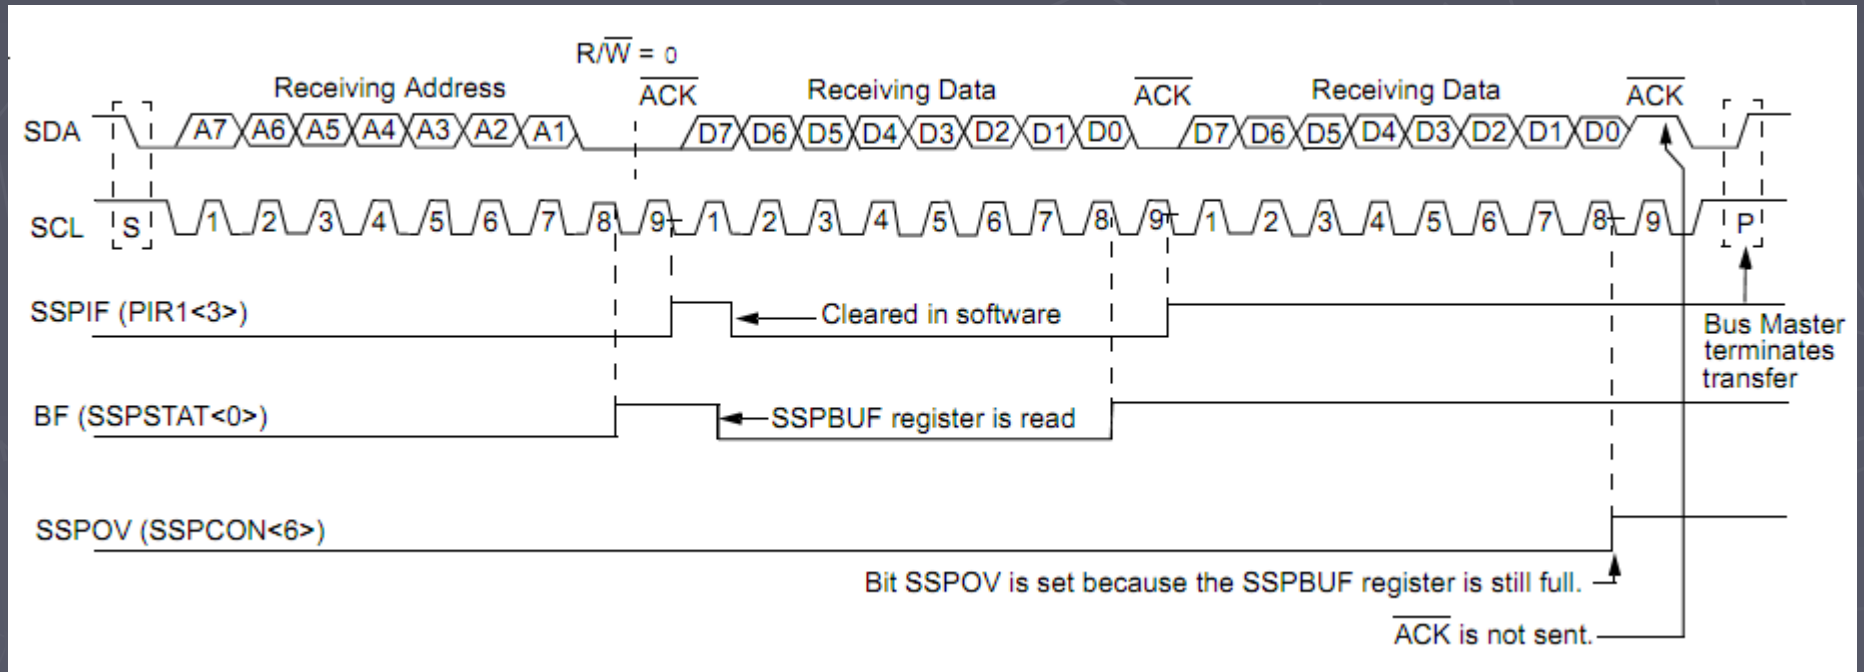 R/W̅ = 0
Receiving Address A̅C̅K̅ Receiving Data A̅C̅K̅ Receiving Data A̅C̅K̅
SDA A7 A6 A5 A4 A3 A2 A1 D7 D6 D5 D4 D3 D2 D1 D0 D7 D6 D5 D4 D3 D2 D1 D0
SCL S 1 2 3 4 5 6 7 8 9 1 2 3 4 5 6 7 8 9 1 2 3 4 5 6 7 8 9 P
SSPIF (PIR1<3>) Cleared in software
Bus Master
terminates
transfer
BF (SSPSTAT<0>) SSPBUF register is read
SSPOV (SSPCON<6>)
Bit SSPOV is set because the SSPBUF register is still full.
A̅C̅K̅ is not sent.